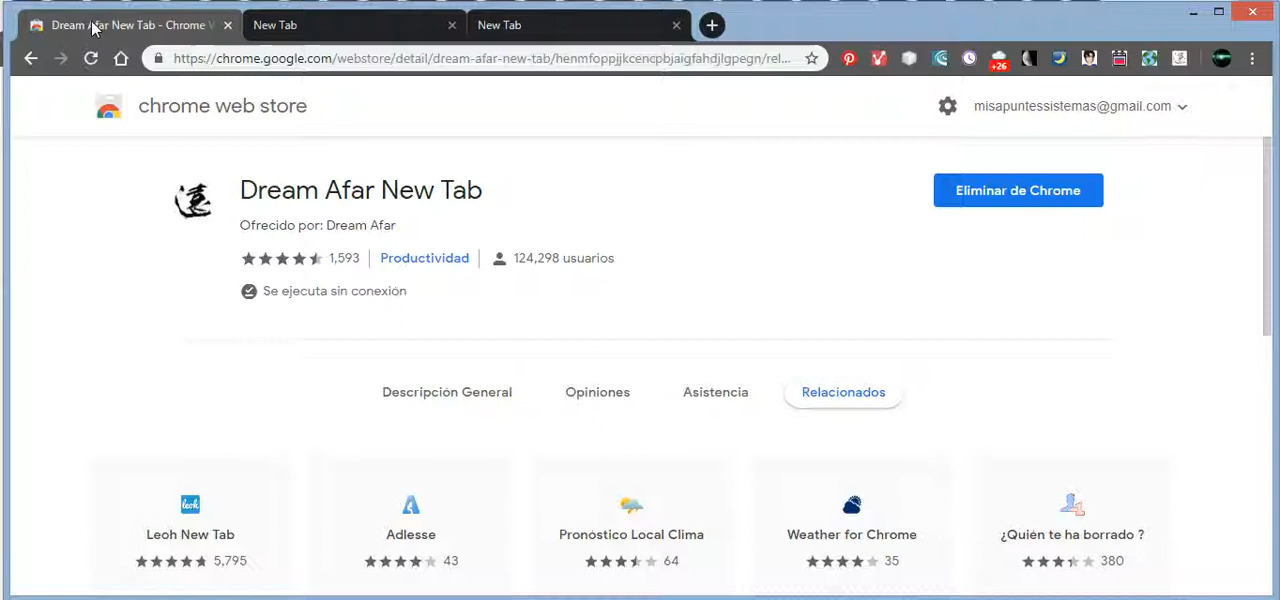 Dream Afar New Tab - Chrome W
New Tab
New Tab
https://chrome.google.com/webstore/detail/dream-afar-new-tab/henmfoppjjkcencpbjaigfahdjlgpegn/rel...
+26
chrome web store
misapuntessistemas@gmail.com
遠
Dream Afar New Tab
Eliminar de Chrome
Ofrecido por: Dream Afar
1,593 | Productividad | 124,298 usuarios
Se ejecuta sin conexión
Descripción General Opiniones Asistencia Relacionados
leoh
Leoh New Tab Adlesse Pronóstico Local Clima Weather for Chrome ¿Quién te ha borrado ?
5,795 43 64 35 380